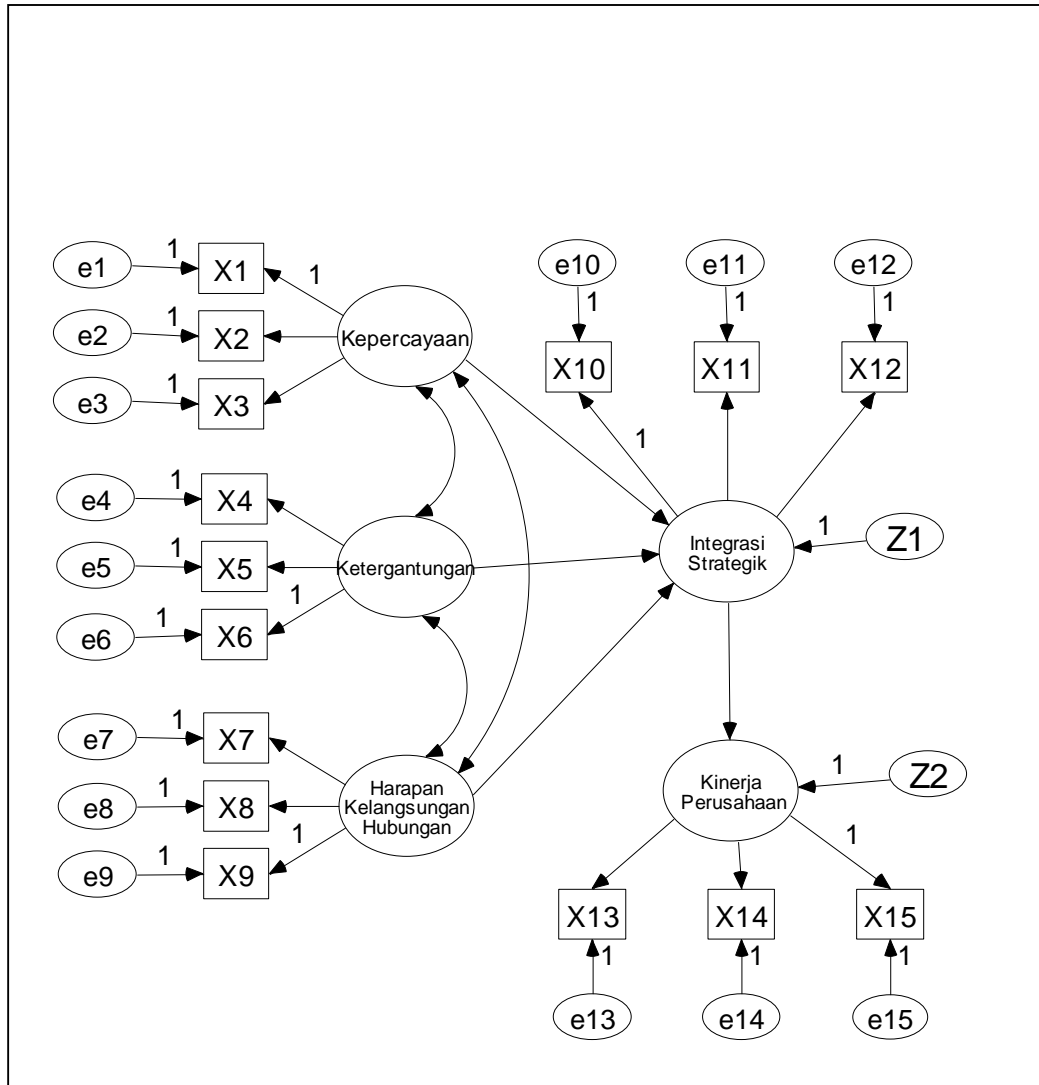 e1
1
X1
1
e2
1
X2
Kepercayaan
e3
1
X3
e10
1
X10
e11
1
X11
e12
1
X12
1
e4
1
X4
e5
1
X5
Ketergantungan
e6
1
X6
1
Integrasi
Strategik
1
Z1
e7
1
X7
e8
1
X8
Harapan
Kelangsungan
Hubungan
e9
1
X9
1
Kinerja
Perusahaan
1
Z2
1
X13
X14
X15
1
1
1
e13
e14
e15